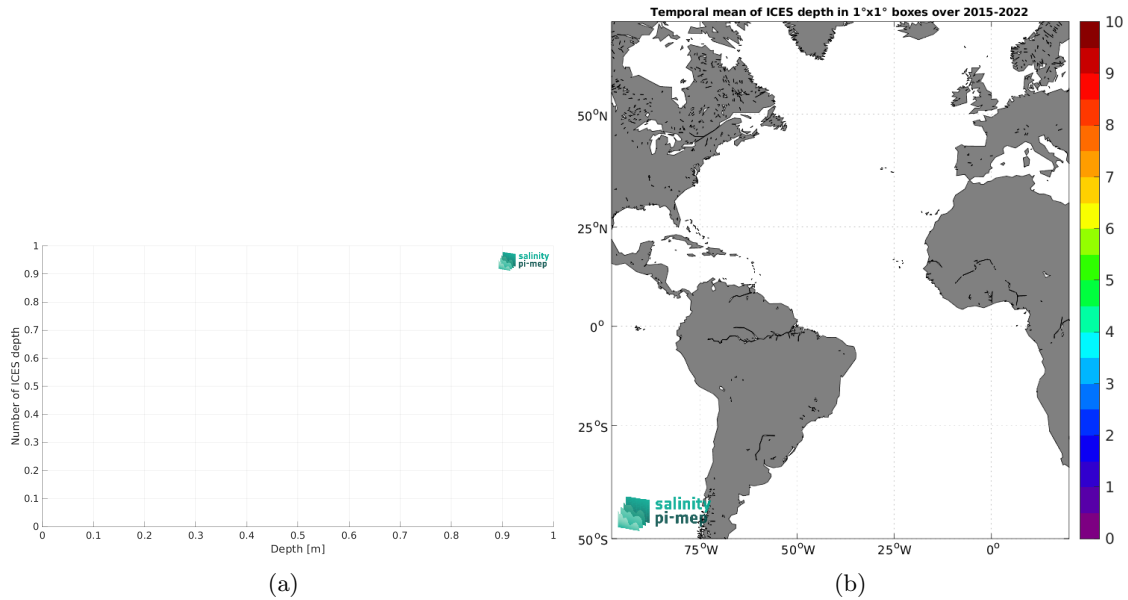 Temporal mean of ICES depth in 1°x1° boxes over 2015-2022
1
0.9
0.8
0.7
0.6
0.5
0.4
0.3
0.2
0.1
0
Number of ICES depth
0
0.1
0.2
0.3
0.4
0.5
0.6
0.7
0.8
0.9
1
Depth [m]
salinity
pi-mep
(a)
50°N
25°N
0°
25°S
50°S
75°W
50°W
25°W
0°
salinity
pi-mep
10
9
8
7
6
5
4
3
2
1
0
(b)